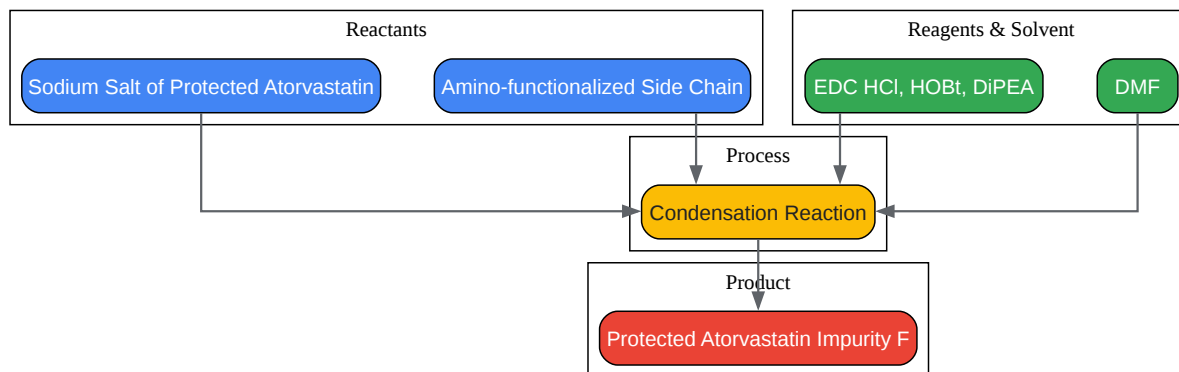 Reactants
Reagents & Solvent
Sodium Salt of Protected Atorvastatin
Amino-functionalized Side Chain
EDC HCl, HOBt, DiPEA
DMF
Process
Condensation Reaction
Product
Protected Atorvastatin Impurity F